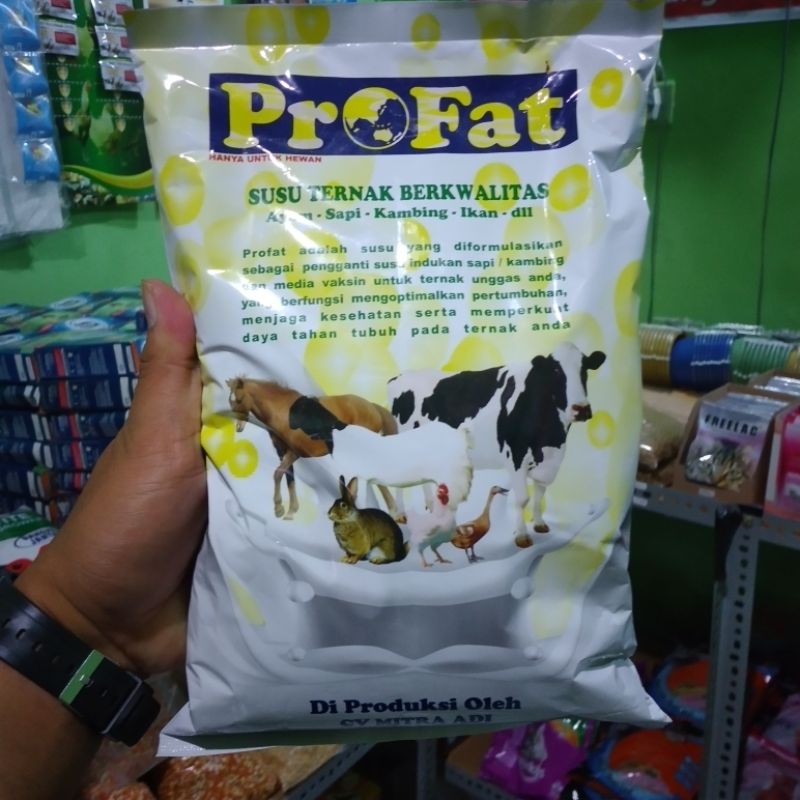 ProFat
HANYA UNTUK HEWAN
SUSU TERNAK BERKWALITAS
Ayam - Sapi - Kambing - Ikan - dll
Profat adalah susu yang diformulasikan
sebagai pengganti susu indukan sapi / kambing
dan media vaksin untuk ternak unggas anda,
yang berfungsi mengoptimalkan pertumbuhan,
menjaga kesehatan serta memperkuat
daya tahan tubuh pada ternak anda
Di Produksi Oleh
CV MITRA ADI
FREELAC